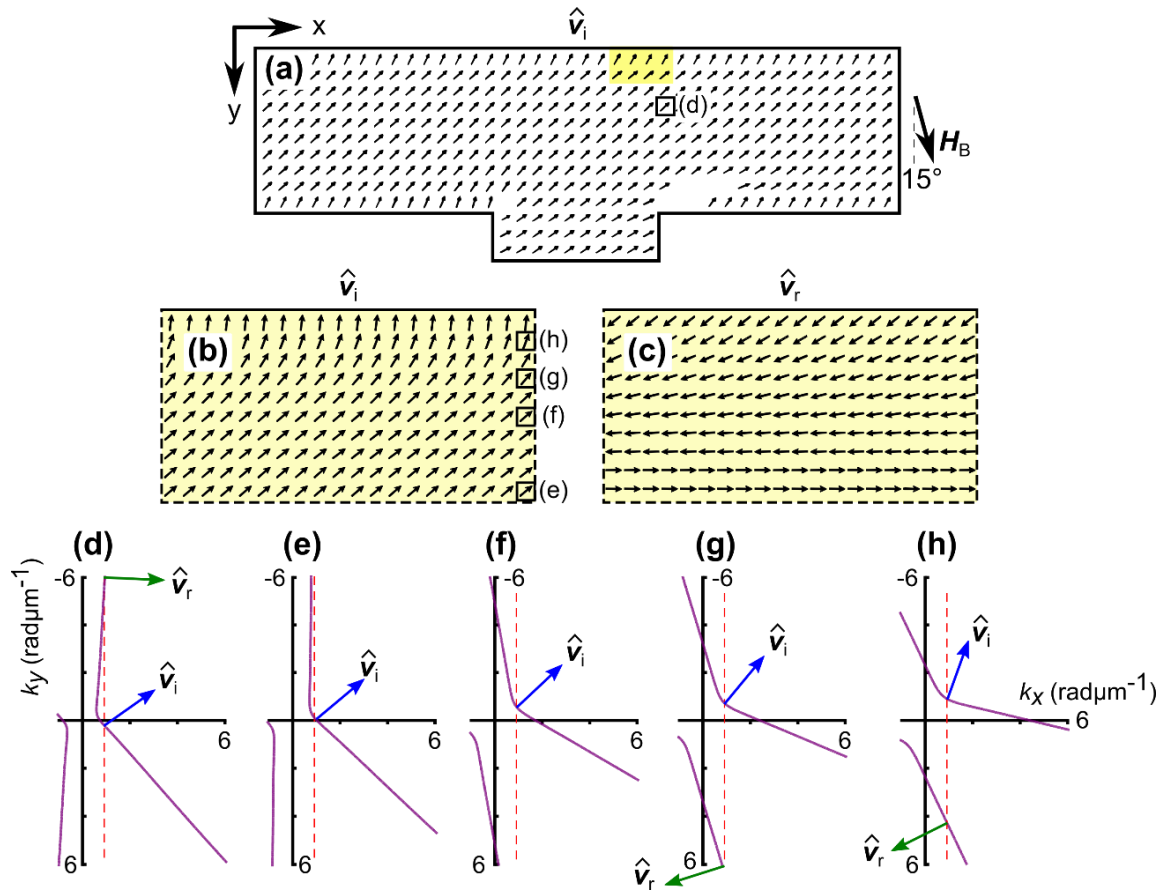 x
v̂i
(a)
y
(d)
HB
15°
v̂i
v̂r
(b)
(h)
(g)
(f)
(e)
(c)
(d)
(e)
(f)
(g)
(h)
-6
-6
-6
-6
-6
ky (radµm-1)
v̂r
v̂i
v̂i
v̂i
v̂i
v̂i
kx (radµm-1)
6
6
6
6
6
v̂r
6
6
6
6
6
v̂r